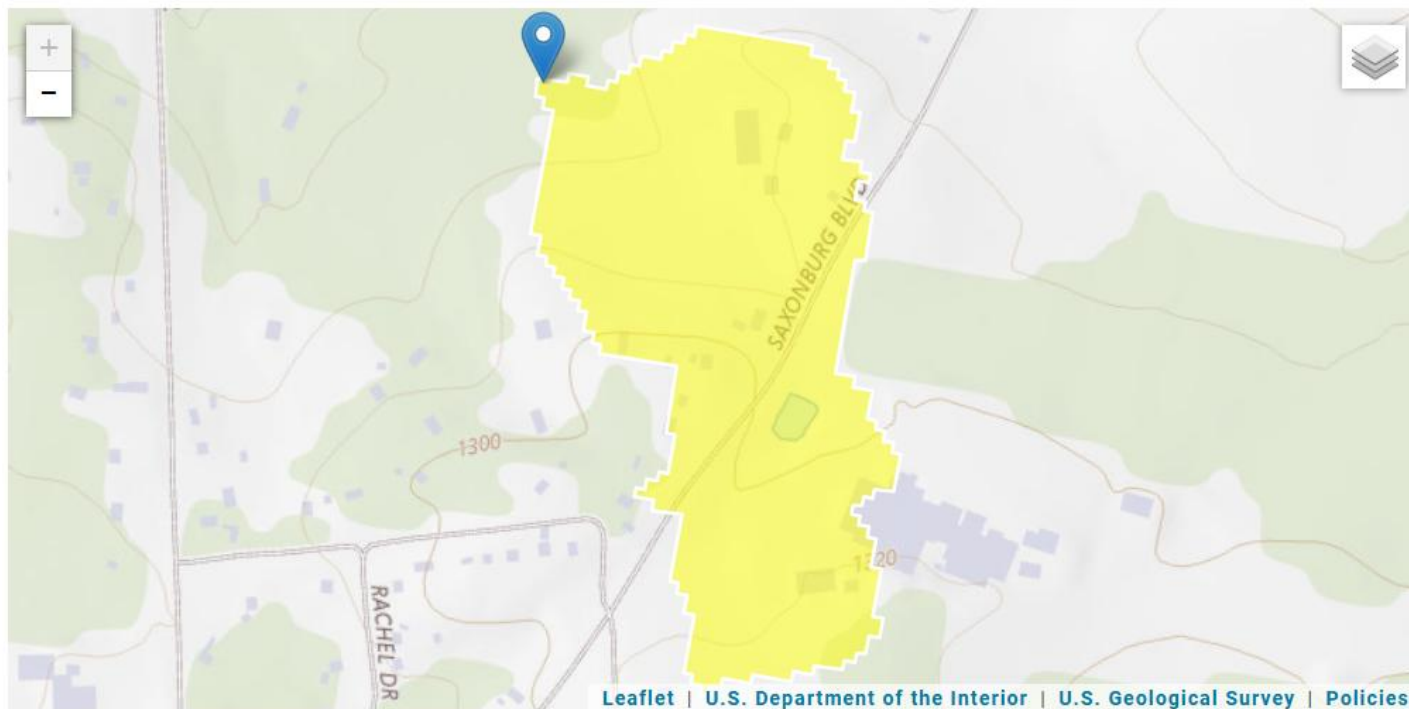 +
−
SAXONBURG BLVD
1300
1320
RACHEL DR
Leaflet | U.S. Department of the Interior | U.S. Geological Survey | Policies